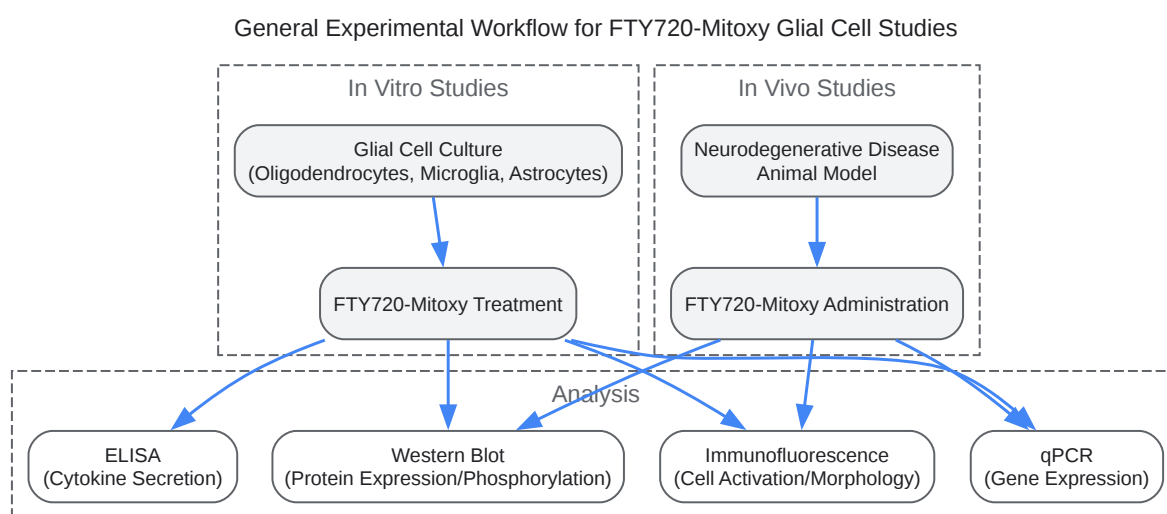 General Experimental Workflow for FTY720-Mitoxy Glial Cell Studies
In Vitro Studies
In Vivo Studies
Glial Cell Culture
(Oligodendrocytes, Microglia, Astrocytes)
Neurodegenerative Disease
Animal Model
FTY720-Mitoxy Treatment
FTY720-Mitoxy Administration
Analysis
ELISA
(Cytokine Secretion)
Western Blot
(Protein Expression/Phosphorylation)
Immunofluorescence
(Cell Activation/Morphology)
qPCR
(Gene Expression)